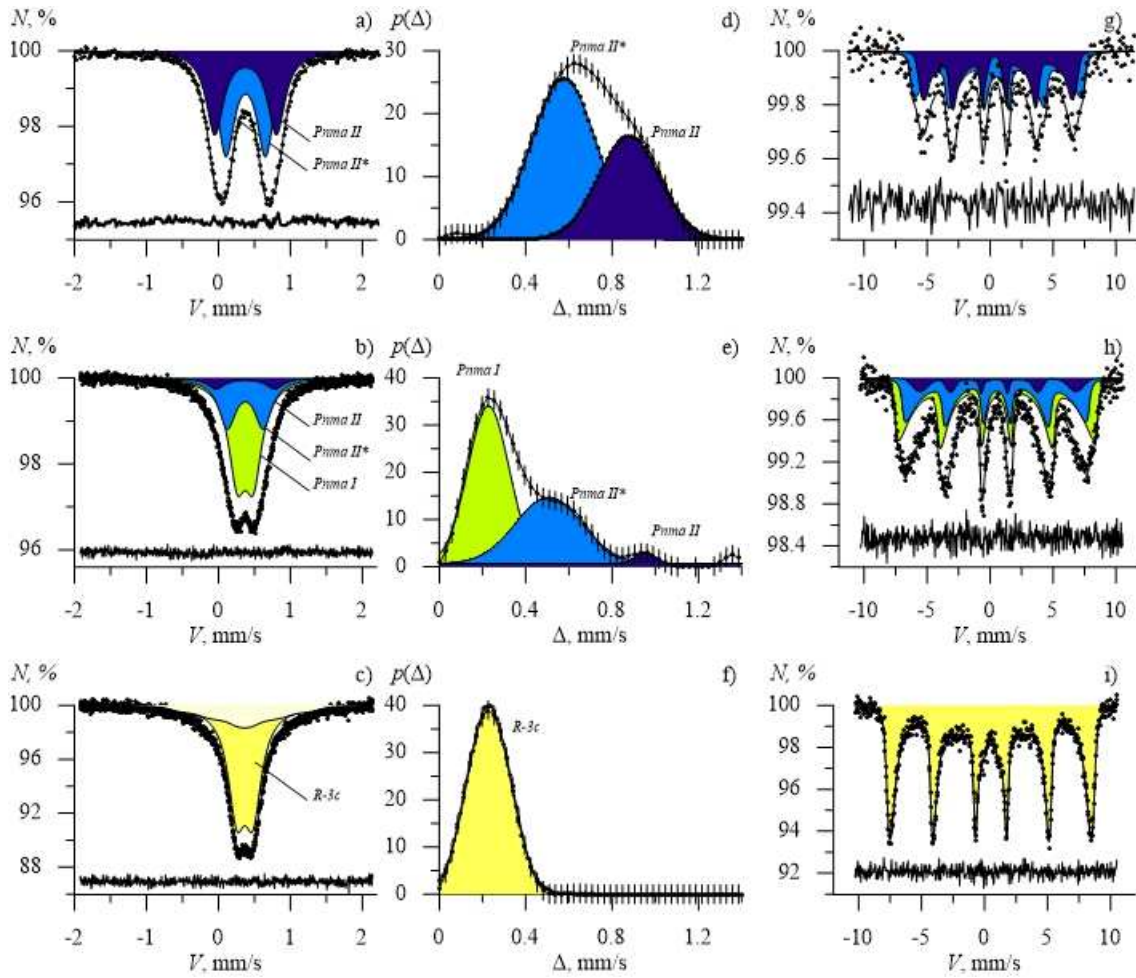 N, %
a)
100
98
96
Pnma II
Pnma II*
-2 -1 0 1 2
V, mm/s
p(Δ)
d)
30
20
10
0
Pnma II*
Pnma II
0 0.4 0.8 1.2
Δ, mm/s
N, %
g)
100
99.8
99.6
99.4
-10 -5 0 5 10
V, mm/s
N, %
b)
100
98
96
Pnma II
Pnma II*
Pnma I
-2 -1 0 1 2
V, mm/s
p(Δ)
e)
40
30
20
10
0
Pnma I
Pnma II*
Pnma II
0 0.4 0.8 1.2
Δ, mm/s
N, %
h)
100
99.6
99.2
98.8
98.4
-10 -5 0 5 10
V, mm/s
N, %
c)
100
96
92
88
R-3c
-2 -1 0 1 2
V, mm/s
p(Δ)
f)
40
30
20
10
0
R-3c
0 0.4 0.8 1.2
Δ, mm/s
N, %
i)
100
98
96
94
92
-10 -5 0 5 10
V, mm/s